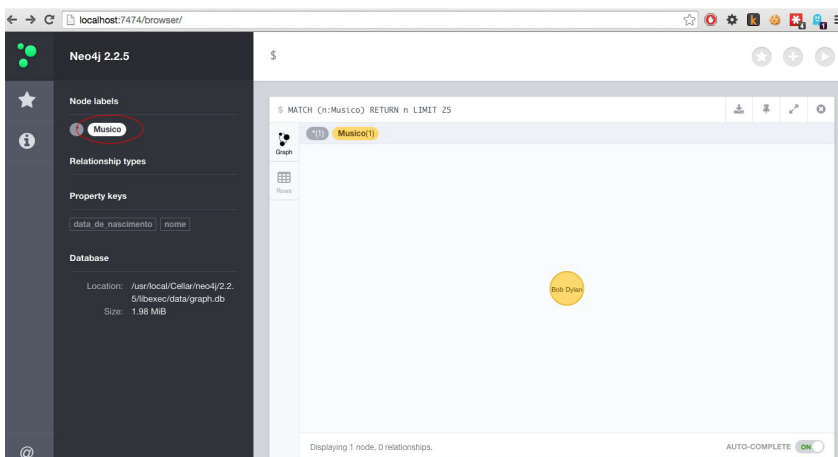 localhost:7474/browser/
Neo4j 2.2.5
$
Node labels
Musico
Relationship types
Property keys
data_de_nascimento nome
Database
Location: /usr/local/Cellar/neo4j/2.2.
5/libexec/data/graph.db
Size: 1.98 MiB
$ MATCH (n:Musico) RETURN n LIMIT 25
*(1) Musico(1)
Graph
Rows
Bob Dylan
Displaying 1 node, 0 relationships.
AUTO-COMPLETE ON
@